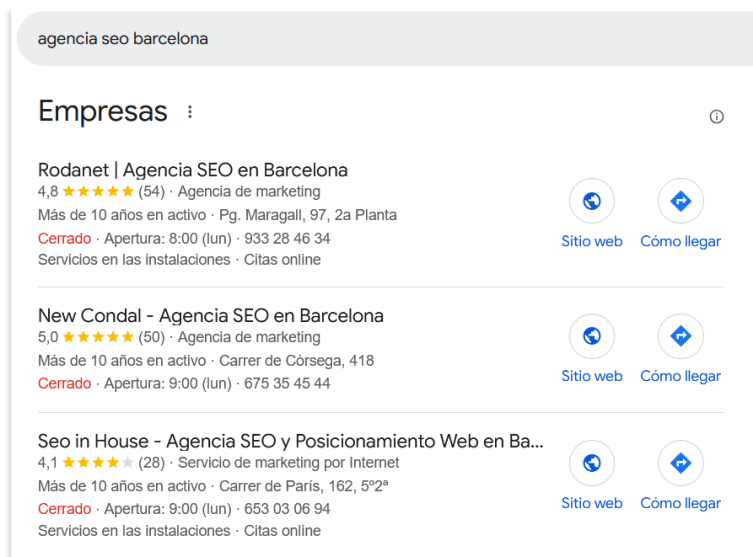 agencia seo barcelona
Empresas
Rodanet | Agencia SEO en Barcelona
4,8 (54) · Agencia de marketing
Más de 10 años en activo · Pg. Maragall, 97, 2a Planta
Cerrado · Apertura: 8:00 (lun) · 933 28 46 34
Servicios en las instalaciones · Citas online
Sitio web
Cómo llegar
New Condal - Agencia SEO en Barcelona
5,0 (50) · Agencia de marketing
Más de 10 años en activo · Carrer de Còrsega, 418
Cerrado · Apertura: 9:00 (lun) · 675 35 45 44
Sitio web
Cómo llegar
Seo in House - Agencia SEO y Posicionamiento Web en Ba...
4,1 (28) · Servicio de marketing por Internet
Más de 10 años en activo · Carrer de París, 162, 5º2ª
Cerrado · Apertura: 9:00 (lun) · 653 03 06 94
Servicios en las instalaciones · Citas online
Sitio web
Cómo llegar